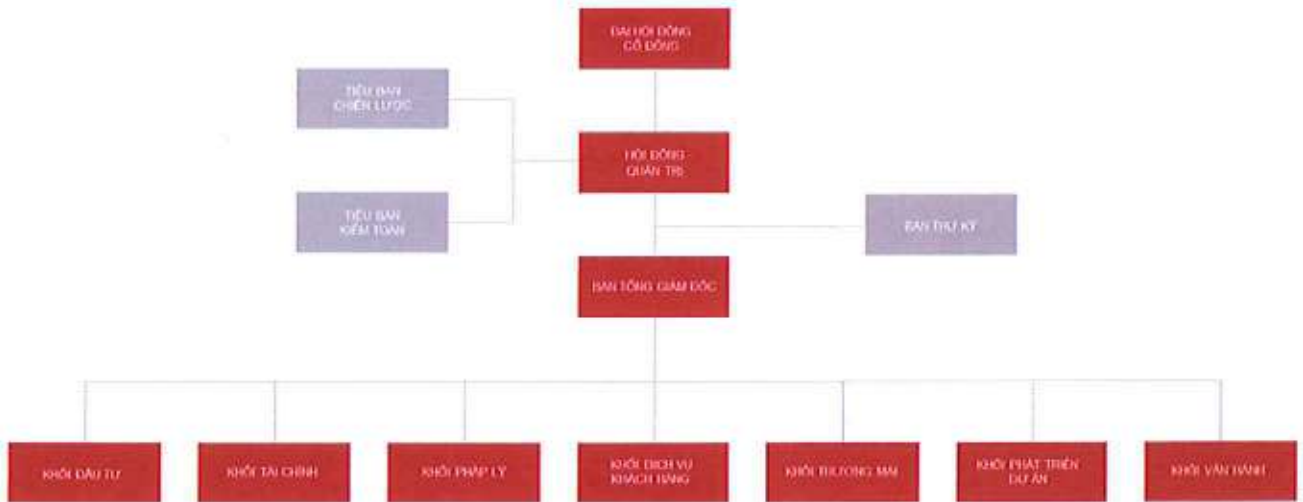 ĐẠI HỘI ĐỒNG
CỔ ĐÔNG
TIỂU BAN
CHIẾN LƯỢC
HỘI ĐỒNG
QUẢN TRỊ
TIỂU BAN
KIỂM TOÁN
BAN THƯ KÝ
BAN TỔNG GIÁM ĐỐC
KHỐI ĐẦU TƯ
KHỐI TÀI CHÍNH
KHỐI PHÁP LÝ
KHỐI DỊCH VỤ
KHÁCH HÀNG
KHỐI THƯƠNG MẠI
KHỐI PHÁT TRIỂN
DỰ ÁN
KHỐI VẬN HÀNH